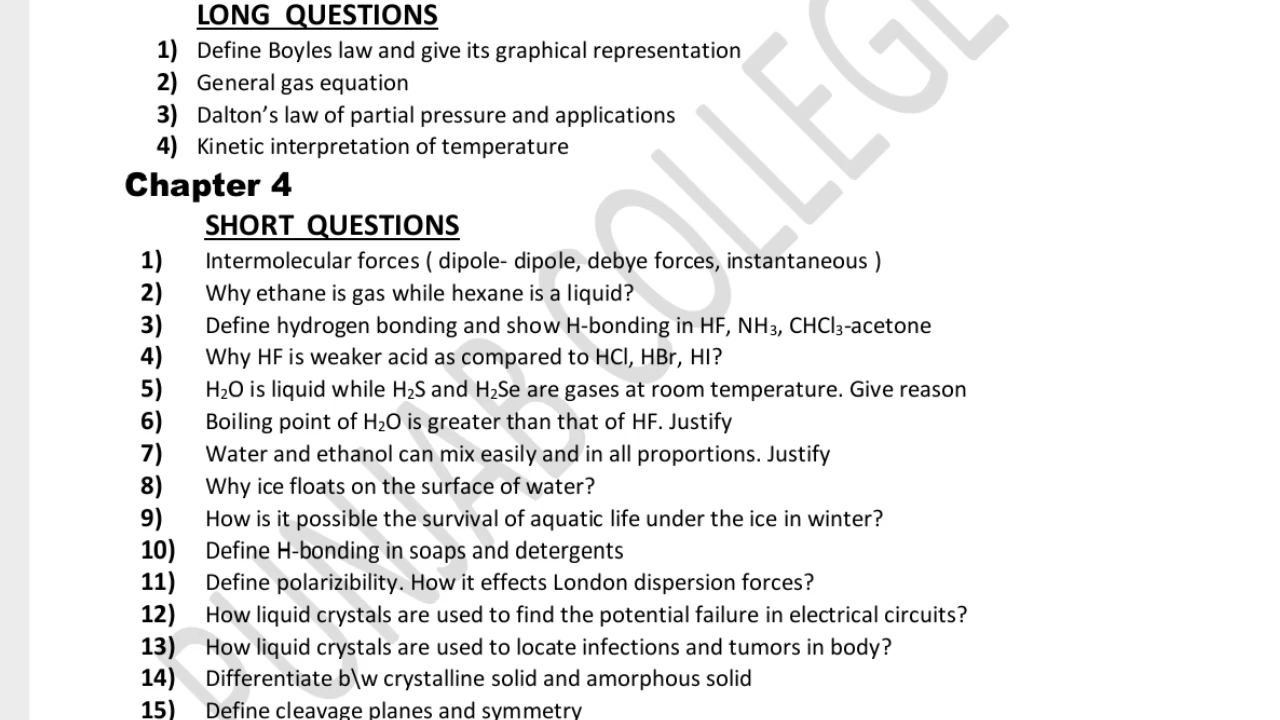 LONG QUESTIONS
1) Define Boyles law and give its graphical representation
2) General gas equation
3) Dalton's law of partial pressure and applications
4) Kinetic interpretation of temperature
Chapter 4
SHORT QUESTIONS
1) Intermolecular forces ( dipole- dipole, debye forces, instantaneous )
2) Why ethane is gas while hexane is a liquid?
3) Define hydrogen bonding and show H-bonding in HF, NH₃, CHCl₃-acetone
4) Why HF is weaker acid as compared to HCl, HBr, HI?
5) H₂O is liquid while H₂S and H₂Se are gases at room temperature. Give reason
6) Boiling point of H₂O is greater than that of HF. Justify
7) Water and ethanol can mix easily and in all proportions. Justify
8) Why ice floats on the surface of water?
9) How is it possible the survival of aquatic life under the ice in winter?
10) Define H-bonding in soaps and detergents
11) Define polarizibility. How it effects London dispersion forces?
12) How liquid crystals are used to find the potential failure in electrical circuits?
13) How liquid crystals are used to locate infections and tumors in body?
14) Differentiate b\w crystalline solid and amorphous solid
15) Define cleavage planes and symmetry
PUNJAB COLLEGE